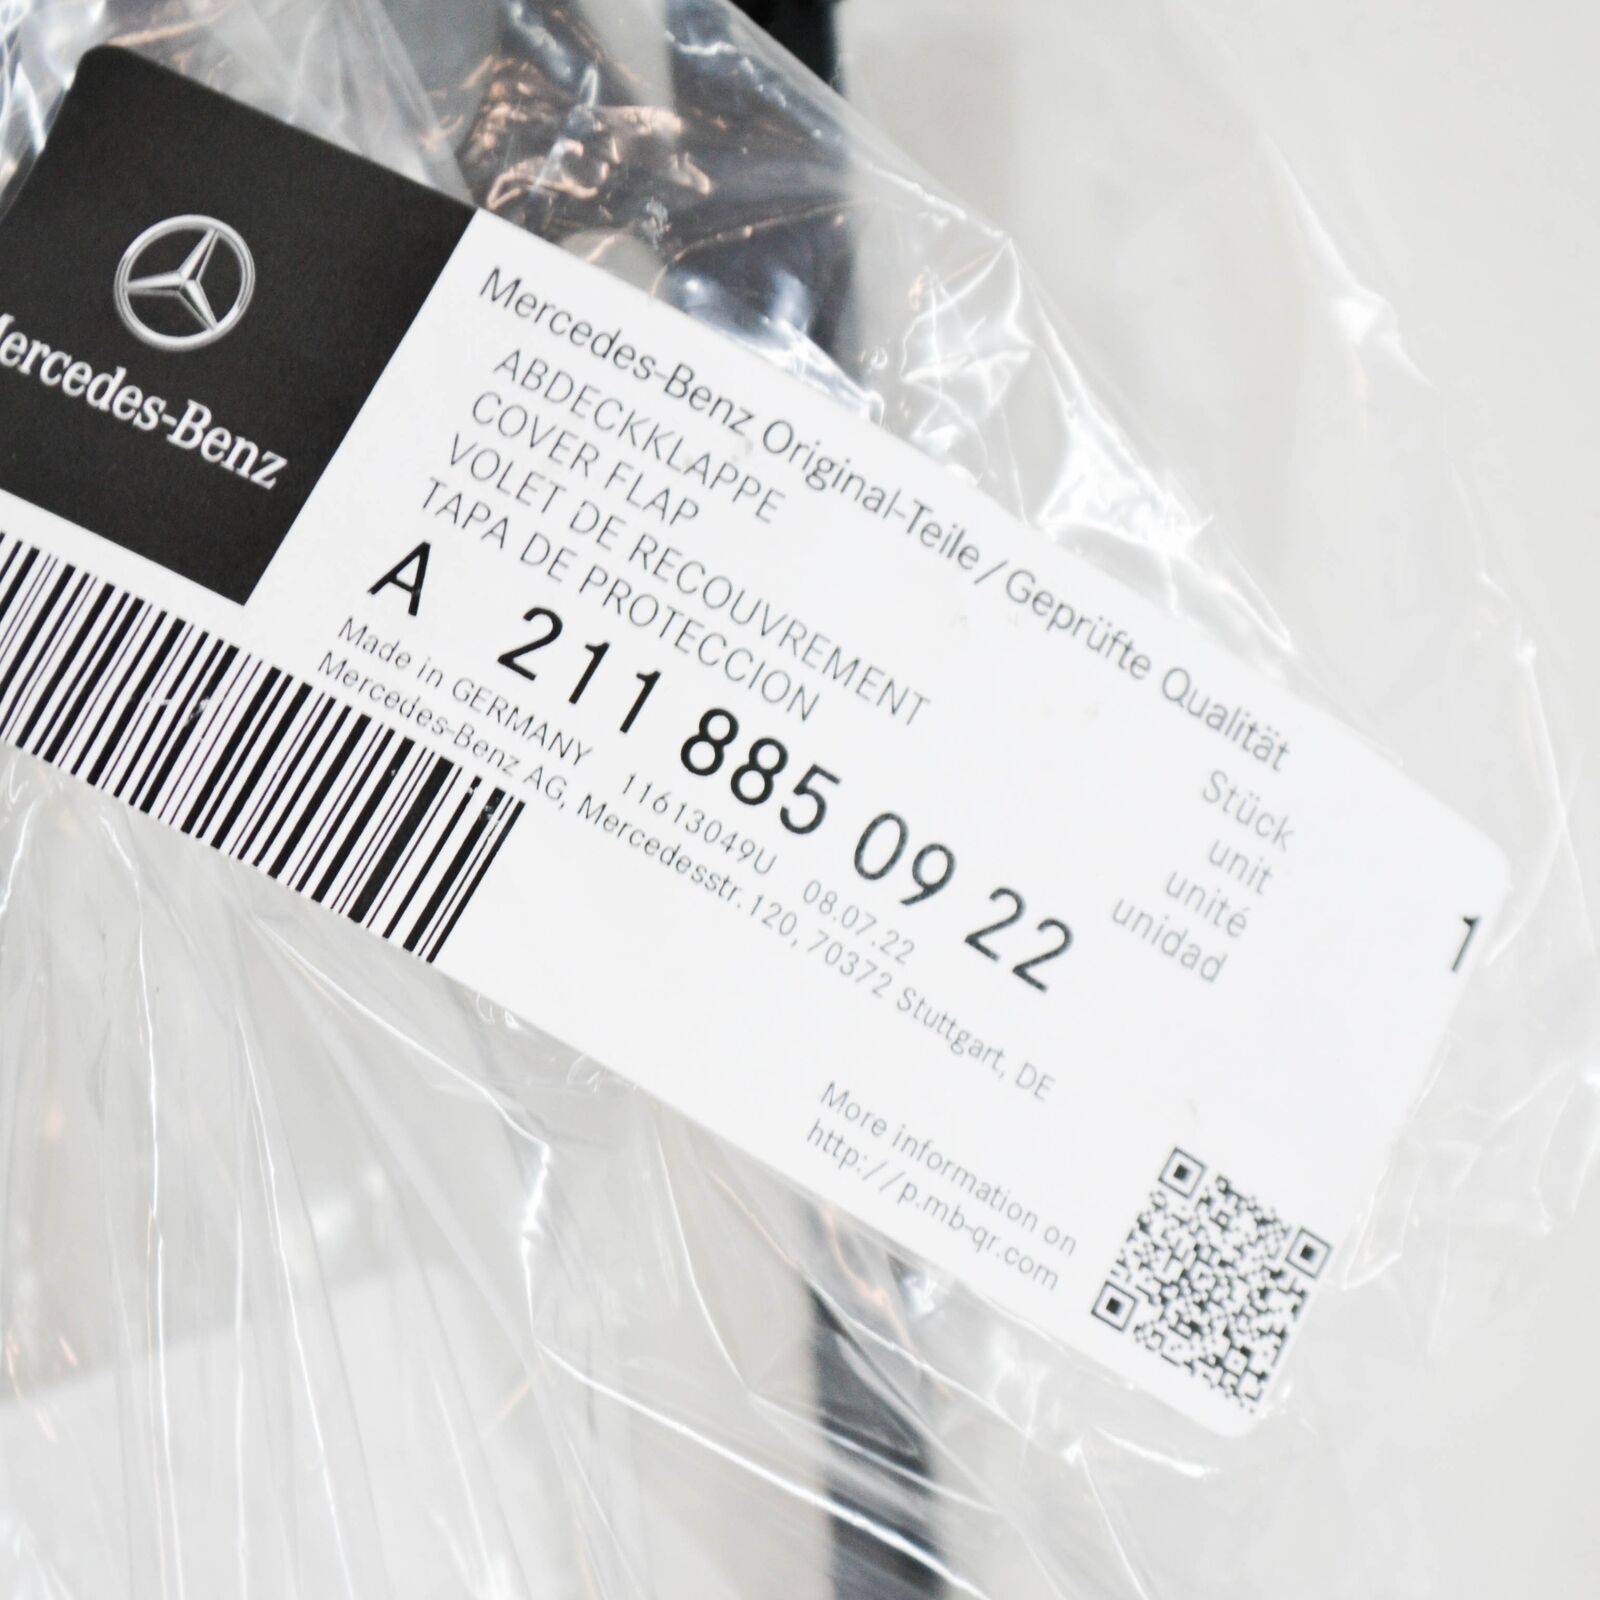 Mercedes-Benz
Mercedes-Benz Original-Teile / Geprüfte Qualität
ABDECKKLAPPE
COVER FLAP
VOLET DE RECOUVREMENT
TAPA DE PROTECCION
Stück
unit
unité
unidad
1
A 211 885 09 22
Made in GERMANY 11613049U 08.07.22
Mercedes-Benz AG, Mercedesstr. 120, 70372 Stuttgart, DE
More information on
http://p.mb-qr.com